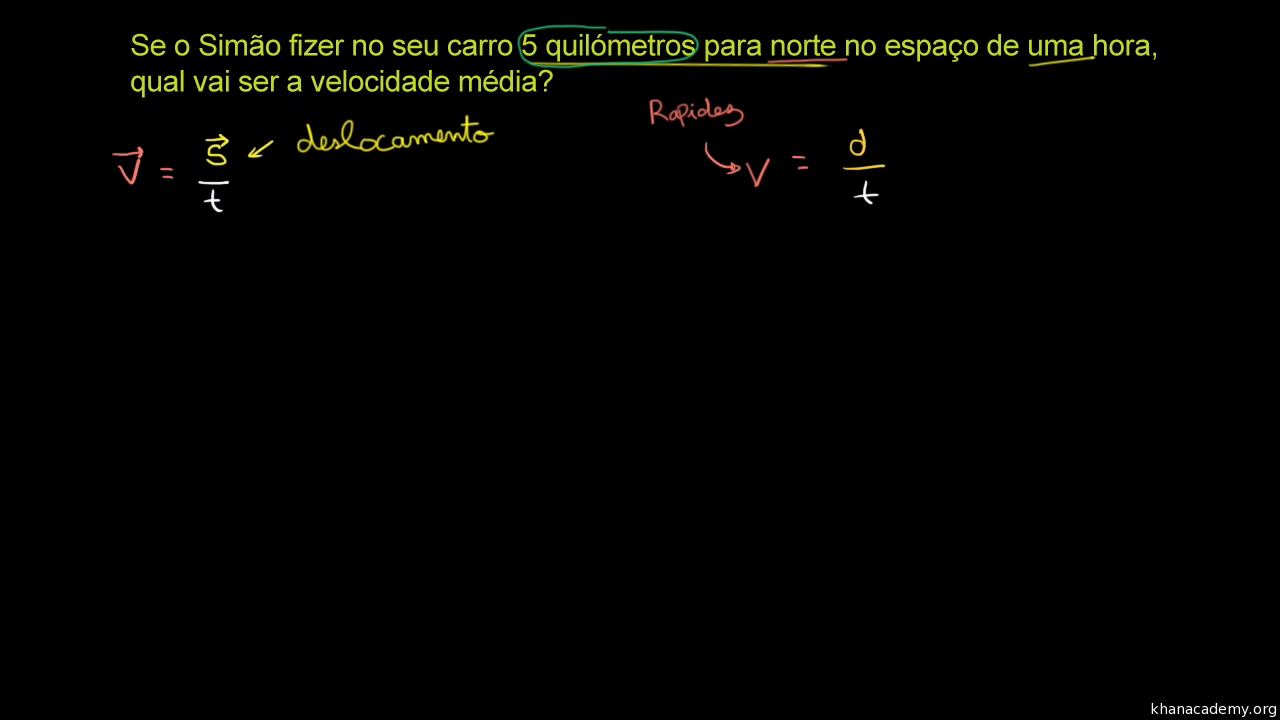 Se o Simão fizer no seu carro 5 quilómetros para norte no espaço de uma hora,
qual vai ser a velocidade média?
Rapidez
v⃗ = s⃗ / t ← deslocamento
v = d / t
khanacademy.org